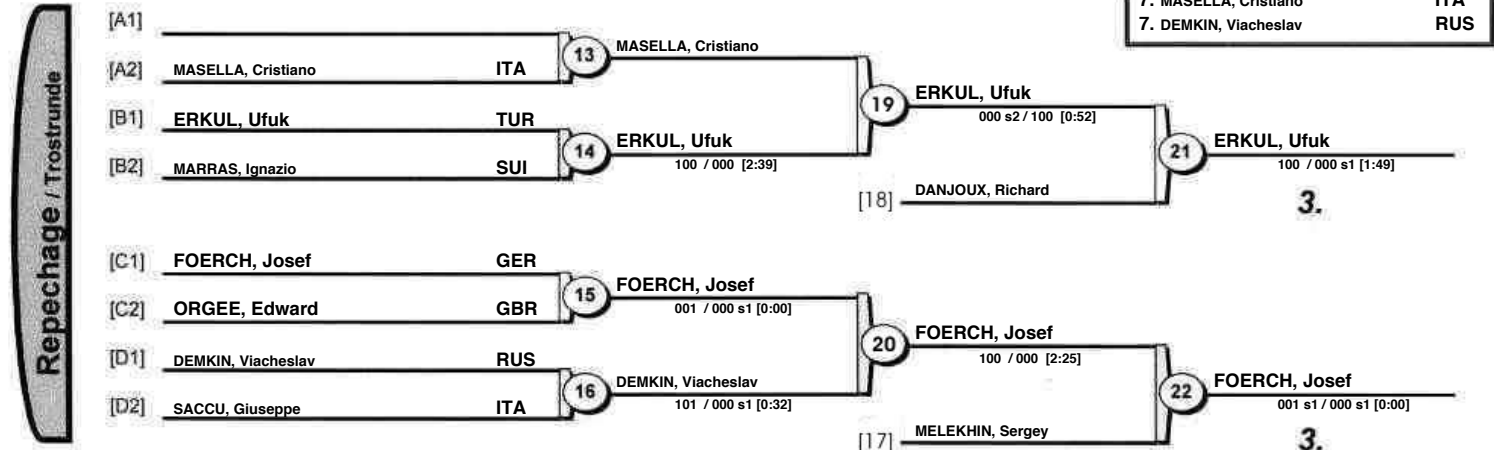 7. MASELLA, Cristiano ITA
7. DEMKIN, Viacheslav RUS
Repechage / Trostrunde
[A1]
13 MASELLA, Cristiano
[A2] MASELLA, Cristiano ITA
19 ERKUL, Ufuk
000 s2 / 100 [0:52]
[B1] ERKUL, Ufuk TUR
14 ERKUL, Ufuk
100 / 000 [2:39]
[B2] MARRAS, Ignazio SUI
21 ERKUL, Ufuk
100 / 000 s1 [1:49]
[18] DANJOUX, Richard
3.
[C1] FOERCH, Josef GER
15 FOERCH, Josef
001 / 000 s1 [0:00]
[C2] ORGEE, Edward GBR
20 FOERCH, Josef
100 / 000 [2:25]
[D1] DEMKIN, Viacheslav RUS
16 DEMKIN, Viacheslav
101 / 000 s1 [0:32]
[D2] SACCU, Giuseppe ITA
22 FOERCH, Josef
001 s1 / 000 s1 [0:00]
[17] MELEKHIN, Sergey
3.